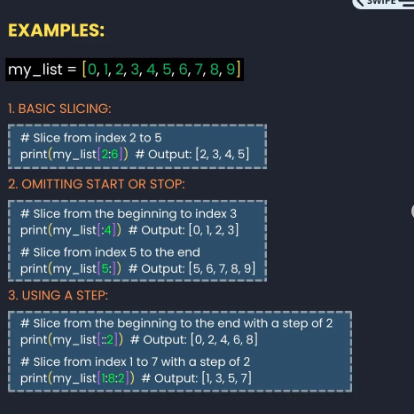 SWIPE
EXAMPLES:
my_list = [0, 1, 2, 3, 4, 5, 6, 7, 8, 9]
1. BASIC SLICING:
# Slice from index 2 to 5
print(my_list[2:6]) # Output: [2, 3, 4, 5]
2. OMITTING START OR STOP:
# Slice from the beginning to index 3
print(my_list[:4]) # Output: [0, 1, 2, 3]
# Slice from index 5 to the end
print(my_list[5:]) # Output: [5, 6, 7, 8, 9]
3. USING A STEP:
# Slice from the beginning to the end with a step of 2
print(my_list[::2]) # Output: [0, 2, 4, 6, 8]
# Slice from index 1 to 7 with a step of 2
print(my_list[1:8:2]) # Output: [1, 3, 5, 7]